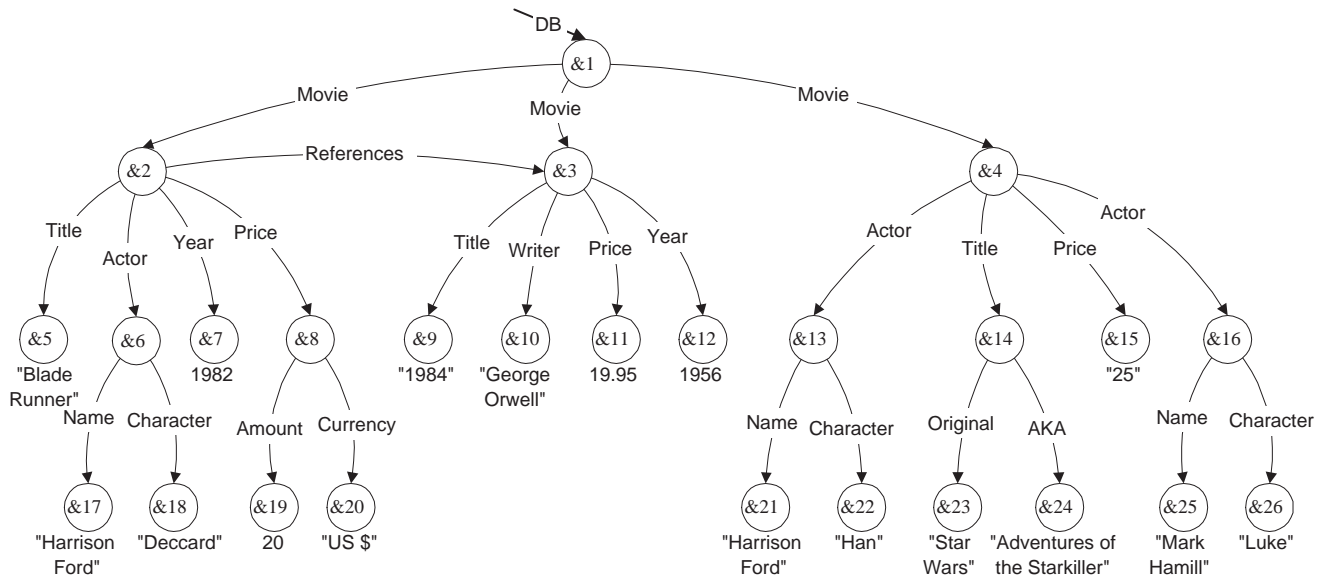 DB
&1
Movie
Movie
Movie
References
&2
&3
&4
Title
Actor
Year
Price
Title
Writer
Price
Year
Actor
Title
Price
Actor
&5
&6
&7
&8
&9
&10
&11
&12
&13
&14
&15
&16
"Blade
Runner"
1982
"1984"
"George
Orwell"
19.95
1956
"25"
Name
Character
Amount
Currency
Name
Character
Original
AKA
Name
Character
&17
&18
&19
&20
&21
&22
&23
&24
&25
&26
"Harrison
Ford"
"Deccard"
20
"US $"
"Harrison
Ford"
"Han"
"Star
Wars"
"Adventures of
the Starkiller"
"Mark
Hamill"
"Luke"